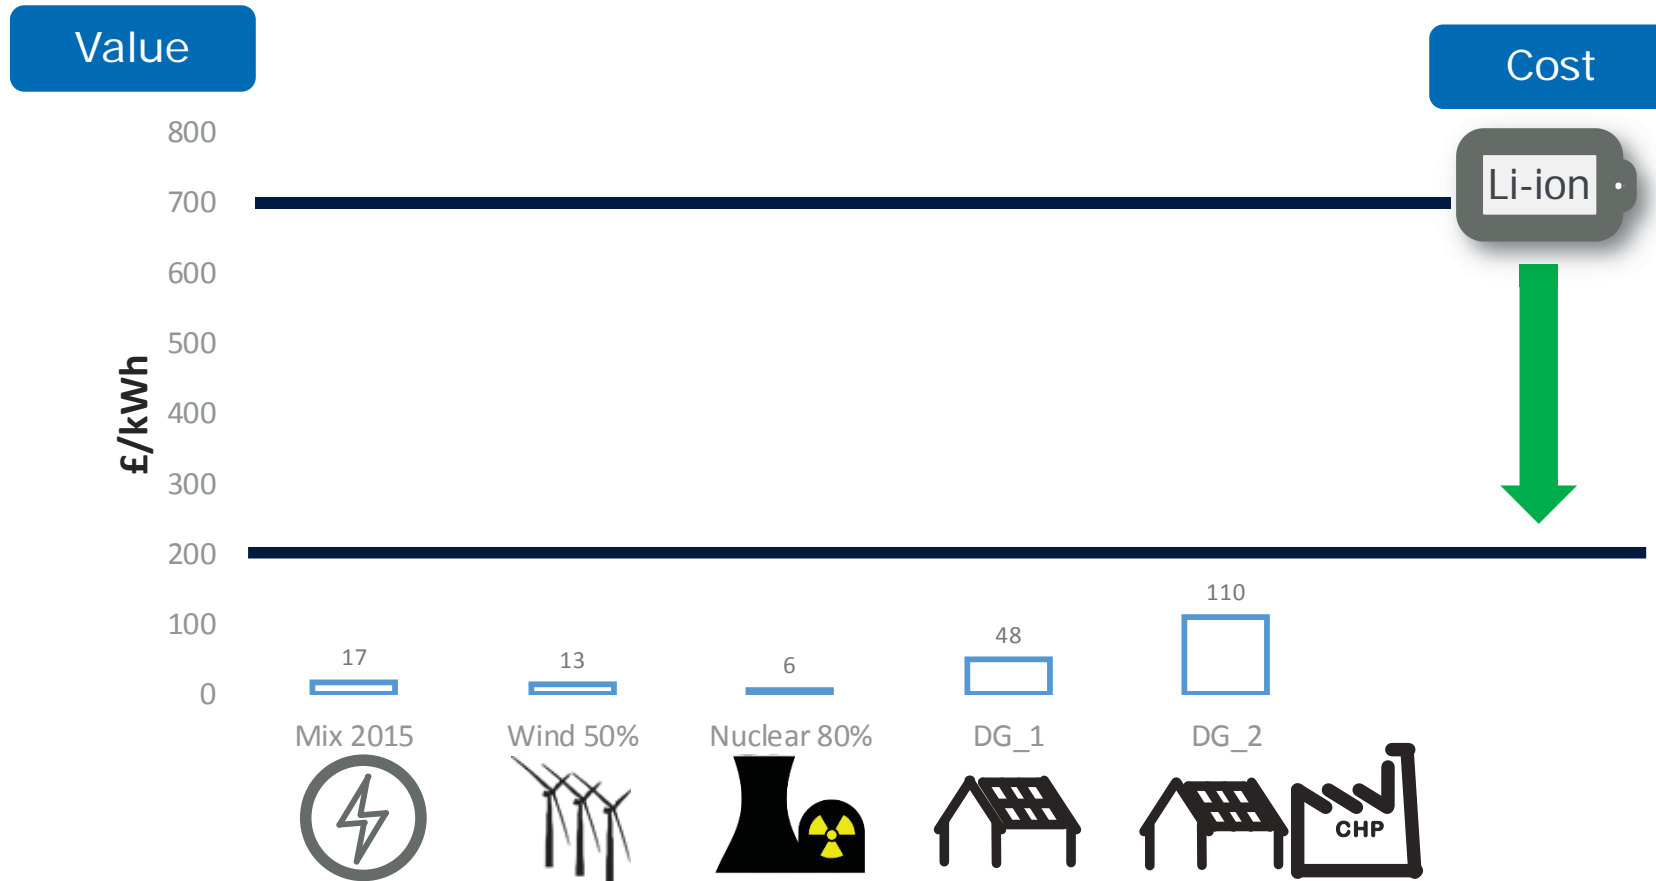 Value
Cost
800
700
600
500
400
300
200
100
0
£/kWh
Li-ion
17
13
6
48
110
Mix 2015
Wind 50%
Nuclear 80%
DG_1
DG_2
CHP